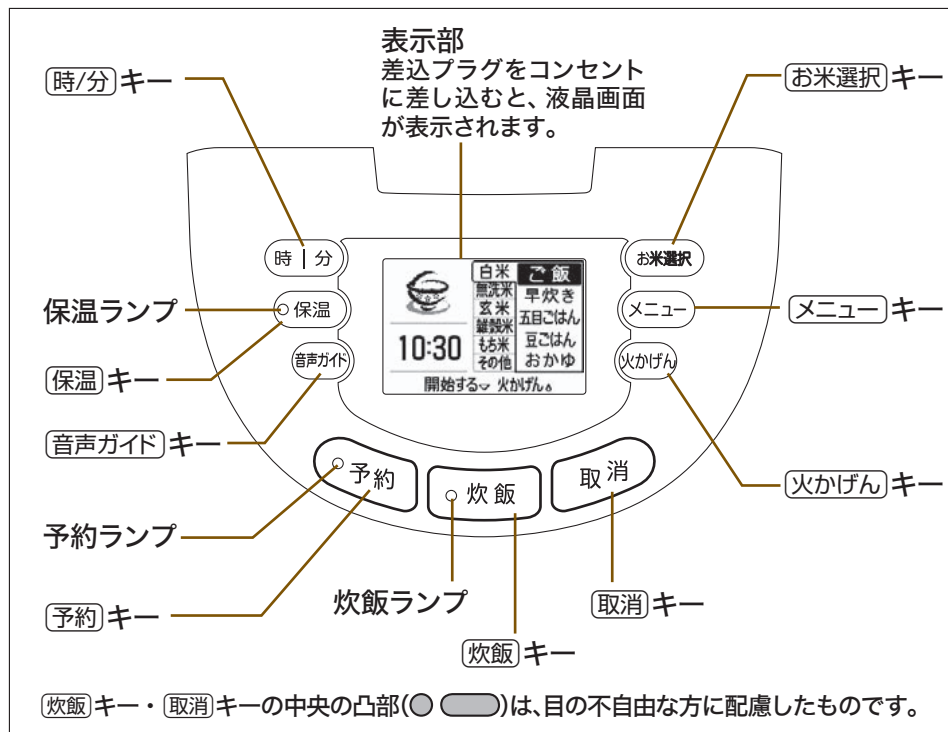 表示部
差込プラグをコンセント
に差し込むと、液晶画面
が表示されます。
時/分キー
お米選択キー
時|分
お米選択
保温ランプ
保温
メニュー
メニューキー
保温キー
音声ガイド
火かげん
音声ガイドキー
火かげんキー
白米
無洗米
玄米
雑穀米
もち米
その他
ご飯
早炊き
五目ごはん
豆ごはん
おかゆ
10:30
開始する 火かげん
予約
炊飯
取消
予約ランプ
予約キー
炊飯ランプ
取消キー
炊飯キー
炊飯キー・取消キーの中央の凸部( )は、目の不自由な方に配慮したものです。